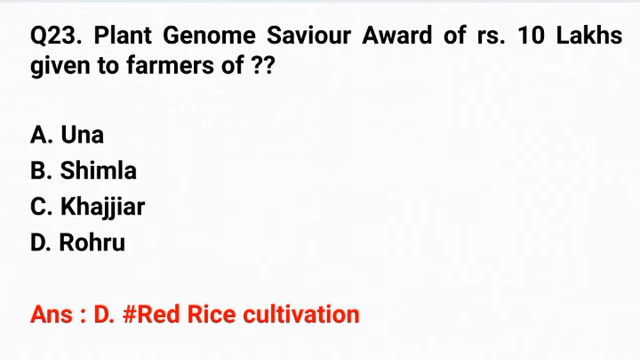 Q23. Plant Genome Saviour Award of rs. 10 Lakhs
given to farmers of ??
A. Una
B. Shimla
C. Khajjiar
D. Rohru
Ans : D. #Red Rice cultivation